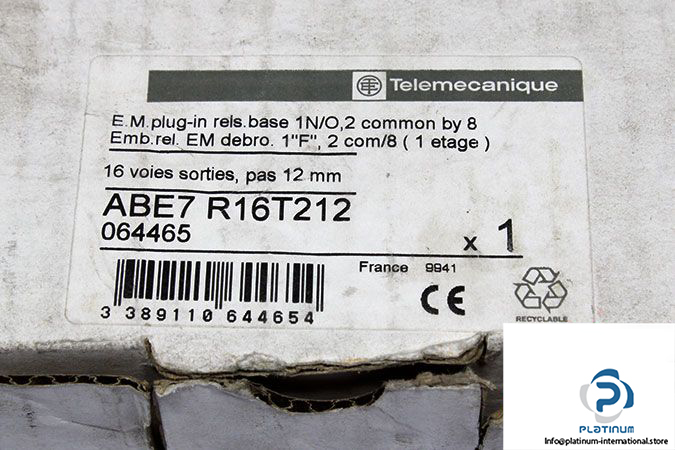 Telemecanique
E.M.plug-in rels.base 1N/O,2 common by 8
Emb.rel. EM debro. 1"F", 2 com/8 ( 1 etage )
16 voies sorties, pas 12 mm
ABE7 R16T212
064465
x 1
France 9941
3 389110 644654
CE
RECYCLABLE
PLATINUM
Info@platinum-international.store